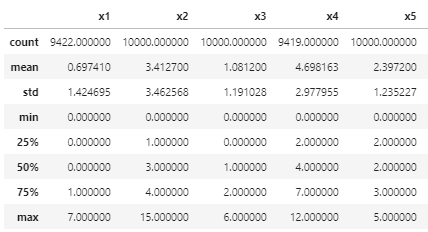 x1 x2 x3 x4 x5
count 9422.000000 10000.000000 10000.000000 9419.000000 10000.000000
mean 0.697410 3.412700 1.081200 4.698163 2.397200
std 1.424695 3.462568 1.191028 2.977955 1.235227
min 0.000000 0.000000 0.000000 0.000000 0.000000
25% 0.000000 1.000000 0.000000 2.000000 2.000000
50% 0.000000 3.000000 1.000000 4.000000 2.000000
75% 1.000000 4.000000 2.000000 7.000000 3.000000
max 7.000000 15.000000 6.000000 12.000000 5.000000